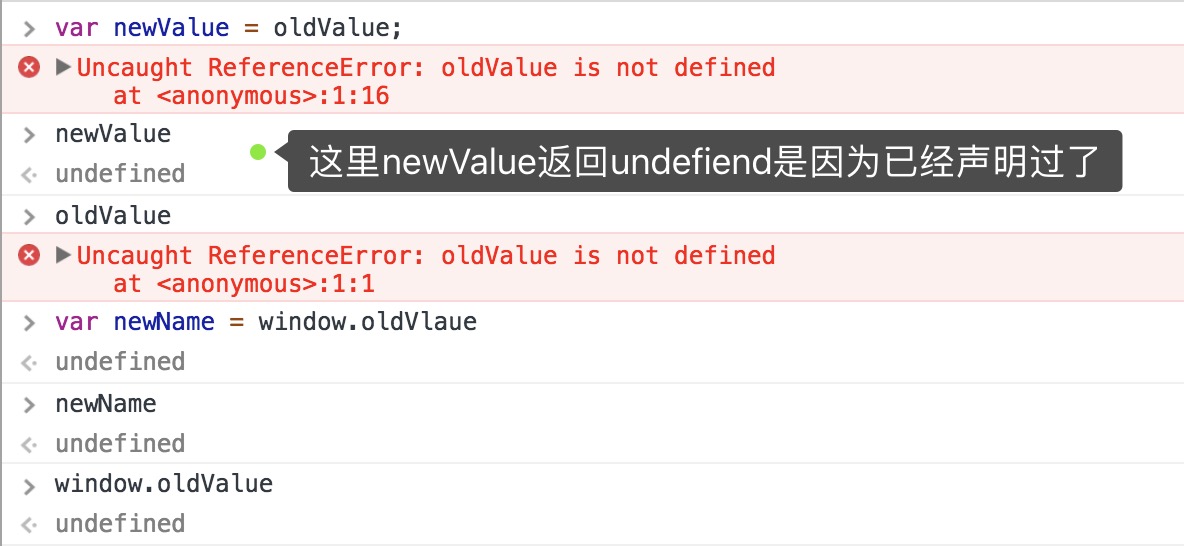 var newValue = oldValue;
Uncaught ReferenceError: oldValue is not defined
at <anonymous>:1:16
newValue
这里newValue返回undefiend是因为已经声明过了
undefined
oldValue
Uncaught ReferenceError: oldValue is not defined
at <anonymous>:1:1
var newName = window.oldVlaue
undefined
newName
undefined
window.oldValue
undefined